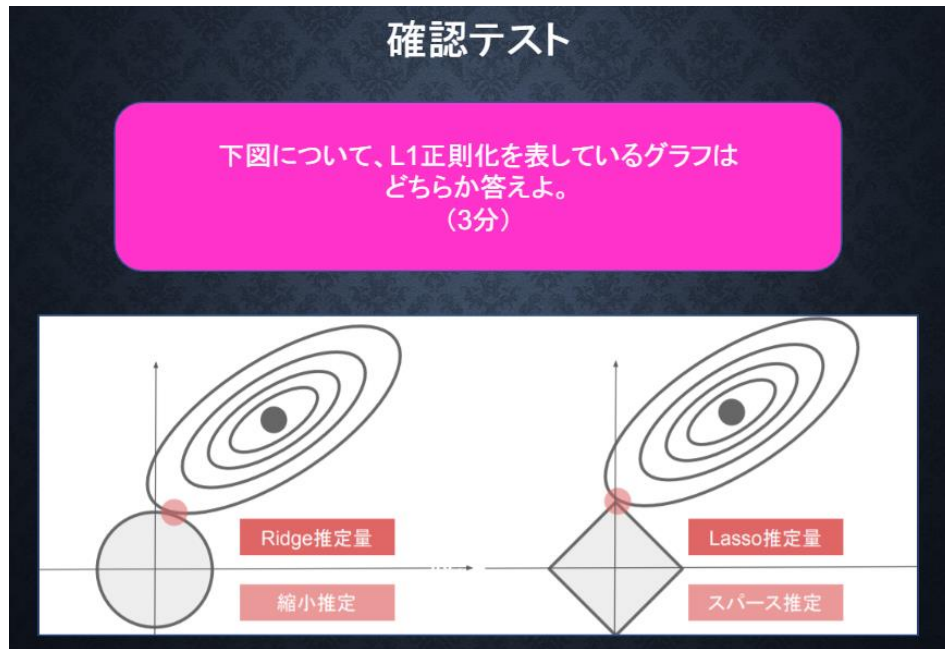 確認テスト
下図について、L1正則化を表しているグラフは
どちらか答えよ。
（3分）
Ridge推定量
縮小推定
Lasso推定量
スパース推定